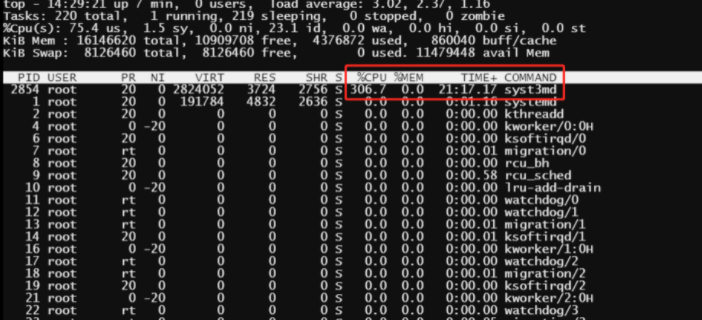 top - 14:29:21 up 7 min, 0 users, load average: 3.02, 2.37, 1.16
Tasks: 220 total, 1 running, 219 sleeping, 0 stopped, 0 zombie
%Cpu(s): 75.4 us, 1.5 sy, 0.0 ni, 23.1 id, 0.0 wa, 0.0 hi, 0.0 si, 0.0 st
KiB Mem : 16146620 total, 10909708 free, 4376872 used, 860040 buff/cache
KiB Swap: 8126460 total, 8126460 free, 0 used. 11479448 avail Mem
PID USER PR NI VIRT RES SHR S %CPU %MEM TIME+ COMMAND
2854 root 20 0 2824052 3724 2756 S 306.7 0.0 21:17.17 syst3md
1 root 20 0 191784 4832 2636 S 0.0 0.0 0:01.16 systemd
2 root 20 0 0 0 0 S 0.0 0.0 0:00.00 kthreadd
4 root 0 -20 0 0 0 S 0.0 0.0 0:00.00 kworker/0:0H
6 root 20 0 0 0 0 S 0.0 0.0 0:00.00 ksoftirqd/0
7 root rt 0 0 0 0 S 0.0 0.0 0:00.01 migration/0
8 root 20 0 0 0 0 S 0.0 0.0 0:00.00 rcu_bh
9 root 20 0 0 0 0 S 0.0 0.0 0:00.58 rcu_sched
10 root 0 -20 0 0 0 S 0.0 0.0 0:00.00 lru-add-drain
11 root rt 0 0 0 0 S 0.0 0.0 0:00.00 watchdog/0
12 root rt 0 0 0 0 S 0.0 0.0 0:00.00 watchdog/1
13 root rt 0 0 0 0 S 0.0 0.0 0:00.01 migration/1
14 root 20 0 0 0 0 S 0.0 0.0 0:00.01 ksoftirqd/1
16 root 0 -20 0 0 0 S 0.0 0.0 0:00.00 kworker/1:0H
17 root rt 0 0 0 0 S 0.0 0.0 0:00.00 watchdog/2
18 root rt 0 0 0 0 S 0.0 0.0 0:00.01 migration/2
19 root 20 0 0 0 0 S 0.0 0.0 0:00.00 ksoftirqd/2
21 root 0 -20 0 0 0 S 0.0 0.0 0:00.00 kworker/2:0H
22 root rt 0 0 0 0 S 0.0 0.0 0:00.00 watchdog/3